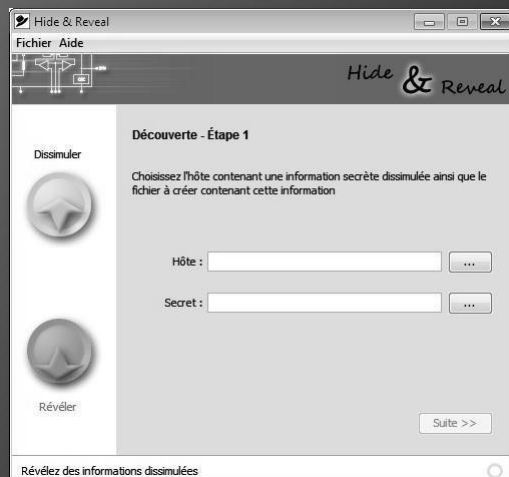 Hide & Reveal
Fichier Aide
Hide & Reveal
Découverte - Étape 1
Dissimuler
Choisissez l'hôte contenant une information secrète dissimulée ainsi que le
fichier à créer contenant cette information
Hôte : ...
Secret : ...
Révéler
Suite >>
Révélez des informations dissimulées